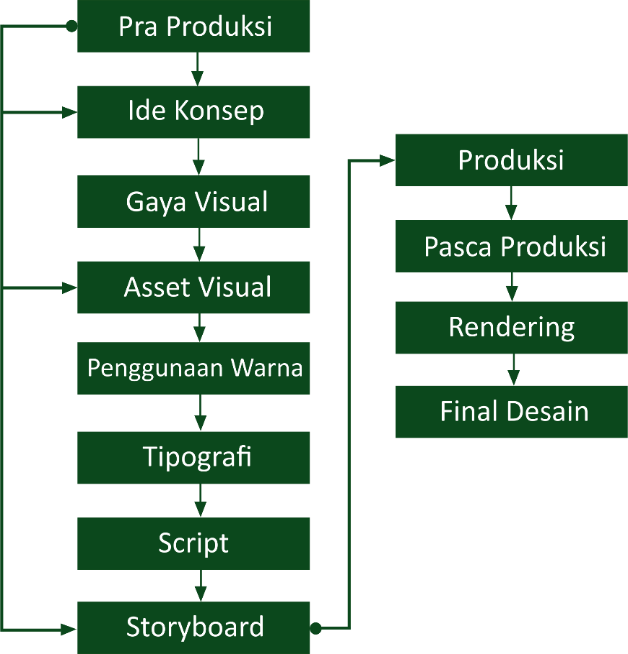 Pra Produksi
Ide Konsep
Gaya Visual
Asset Visual
Penggunaan Warna
Tipografi
Script
Storyboard
Produksi
Pasca Produksi
Rendering
Final Desain